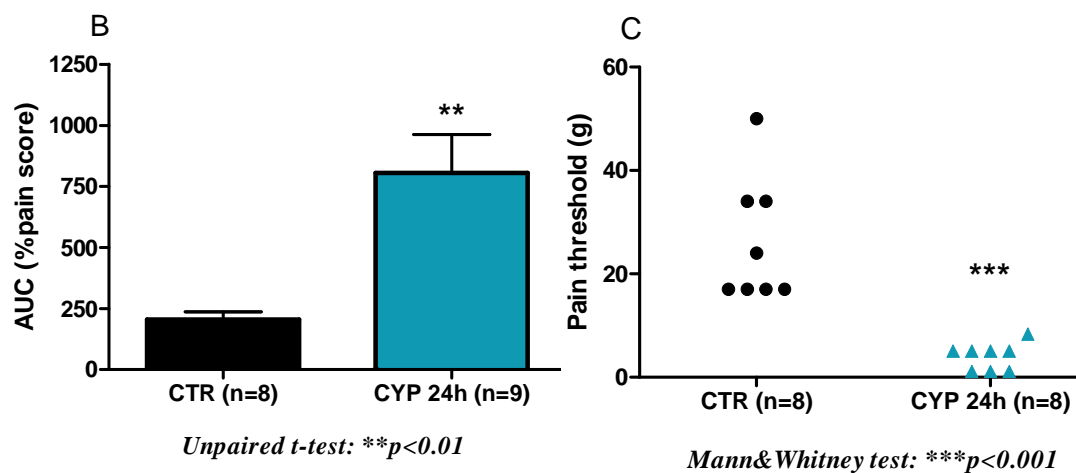 B
AUC (%pain score)
1250
1000
750
500
250
0
**
CTR (n=8)
CYP 24h (n=9)
Unpaired t-test: **p<0.01
C
Pain threshold (g)
60
40
20
0
***
CTR (n=8)
CYP 24h (n=8)
Mann&Whitney test: ***p<0.001